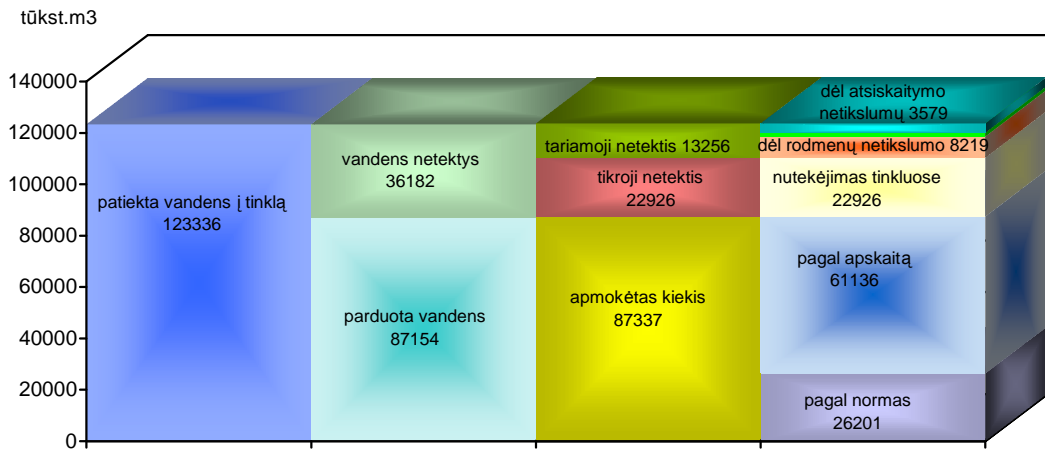 tūkst.m3
140000
120000
100000
80000
60000
40000
20000
0
patiekta vandens į tinklą
123336
vandens netektys
36182
parduota vandens
87154
tariamoji netektis 13256
tikroji netektis
22926
apmokėtas kiekis
87337
dėl atsiskaitymo
netikslumų 3579
dėl rodmenų netikslumo 8219
nutekėjimas tinkluose
22926
pagal apskaitą
61136
pagal normas
26201